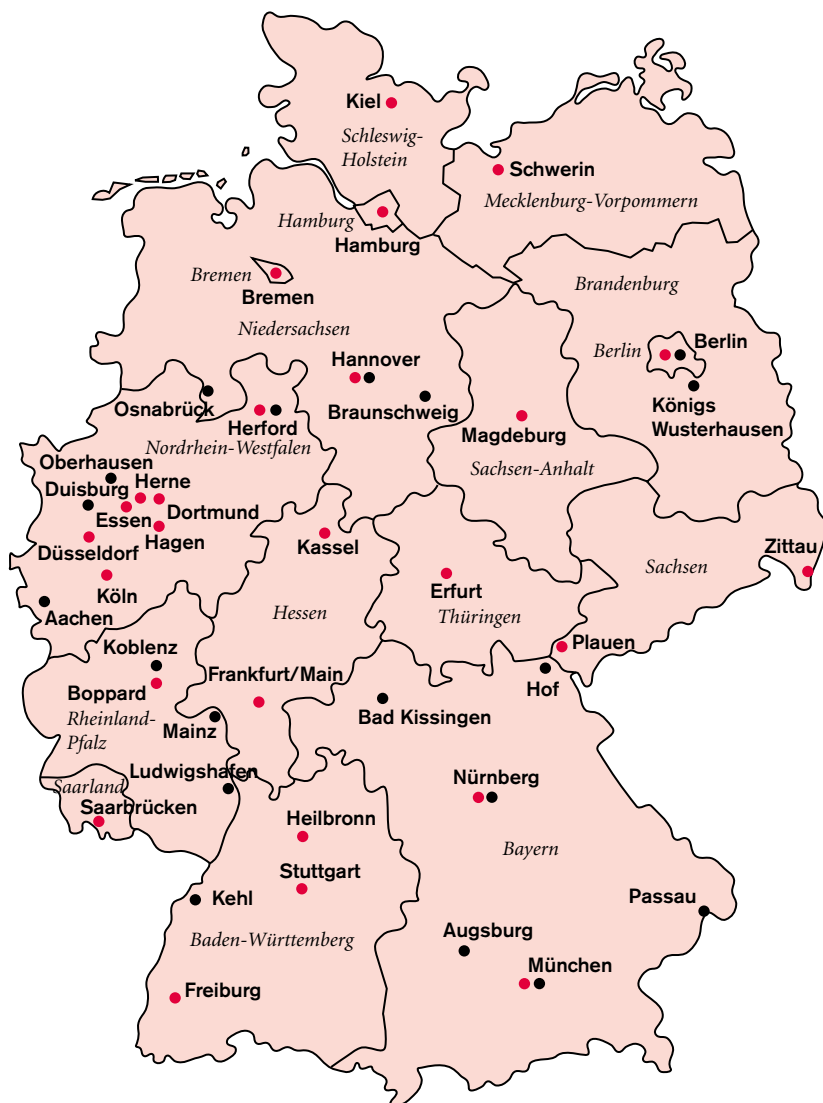 Kiel
Schleswig-
Holstein
Schwerin
Mecklenburg-Vorpommern
Hamburg
Hamburg
Bremen
Bremen
Brandenburg
Niedersachsen
Berlin
Berlin
Hannover
Osnabrück
Braunschweig
Königs
Wusterhausen
Herford
Magdeburg
Nordrhein-Westfalen
Sachsen-Anhalt
Oberhausen
Herne
Duisburg
Essen
Dortmund
Hagen
Kassel
Düsseldorf
Zittau
Sachsen
Köln
Erfurt
Aachen
Hessen
Thüringen
Koblenz
Plauen
Frankfurt/Main
Hof
Boppard
Rheinland-
Pfalz
Mainz
Bad Kissingen
Ludwigshafen
Nürnberg
Saarland
Saarbrücken
Heilbronn
Bayern
Stuttgart
Kehl
Passau
Augsburg
Baden-Württemberg
München
Freiburg